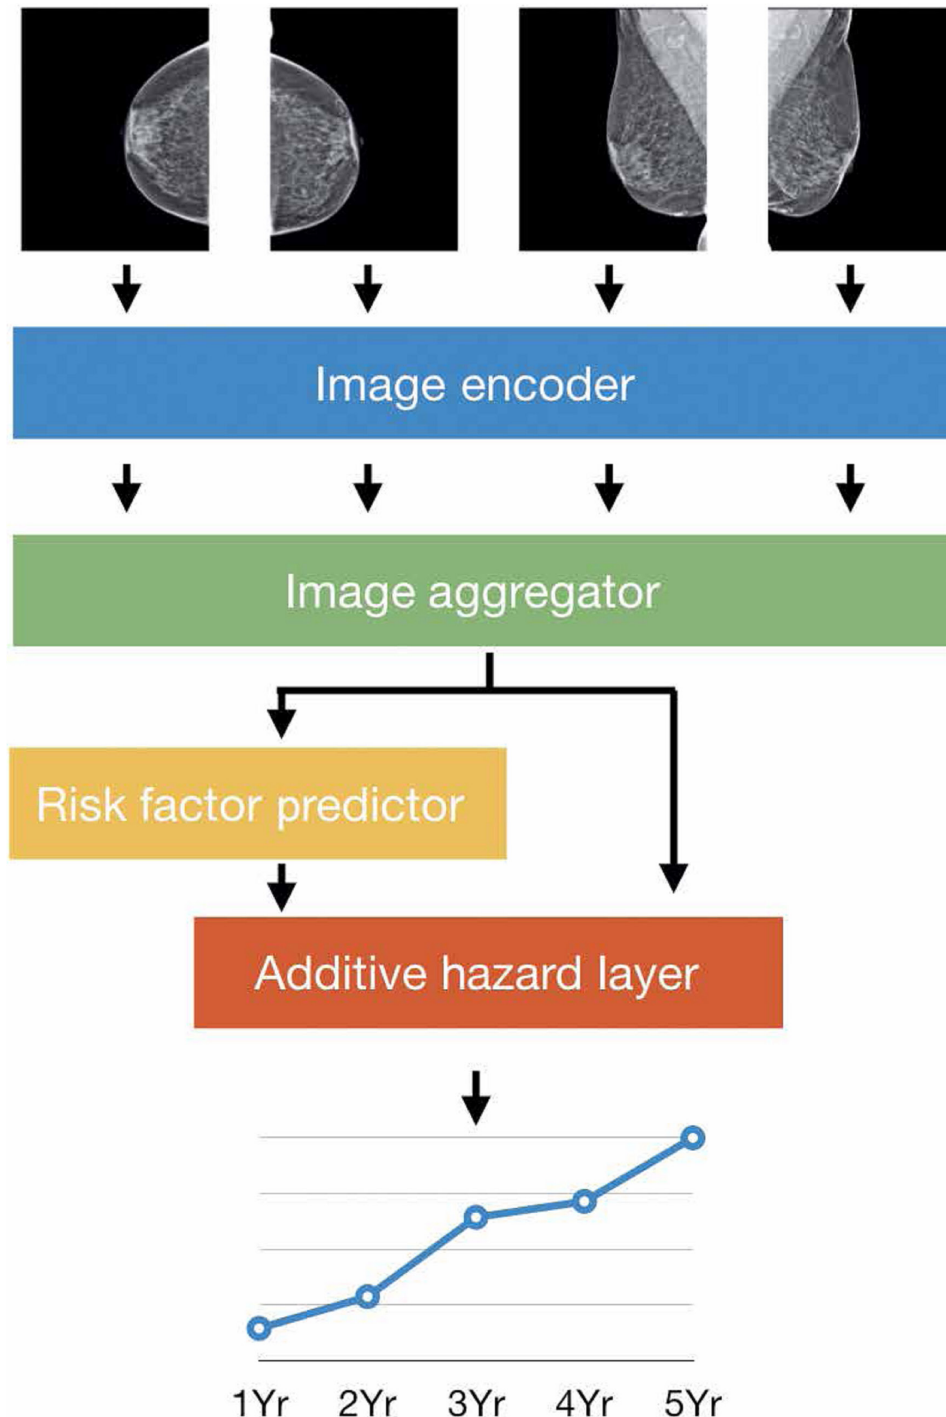 Image encoder
Image aggregator
Risk factor predictor
Additive hazard layer
1Yr 2Yr 3Yr 4Yr 5Yr